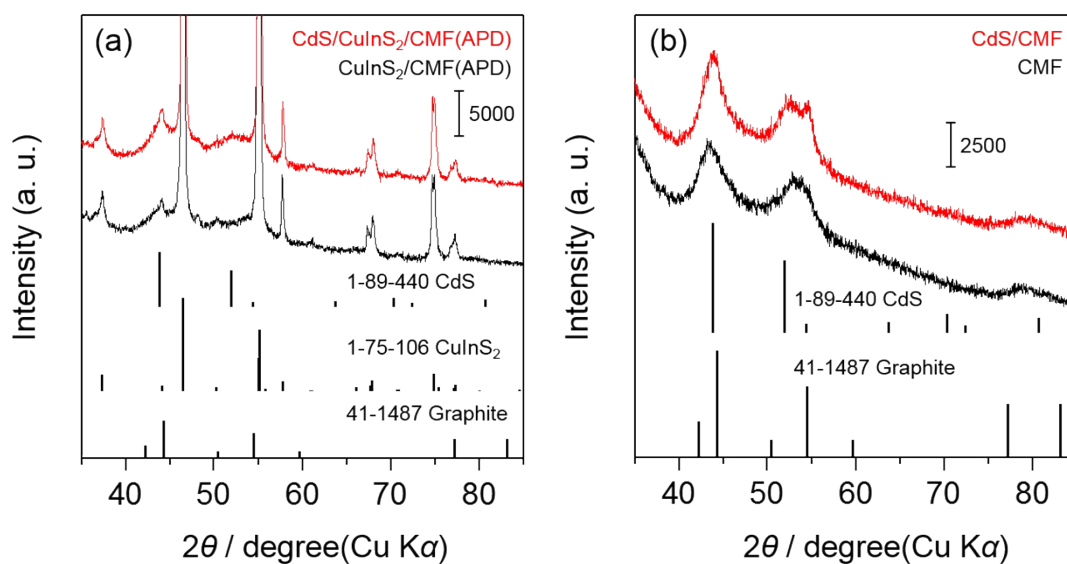 (a)
CdS/CuInS₂/CMF(APD)
CuInS₂/CMF(APD)
5000
1-89-440 CdS
1-75-106 CuInS₂
41-1487 Graphite
Intensity (a. u.)
40 50 60 70 80
2θ / degree(Cu Kα)
(b)
CdS/CMF
CMF
2500
1-89-440 CdS
41-1487 Graphite
Intensity (a. u.)
40 50 60 70 80
2θ / degree(Cu Kα)